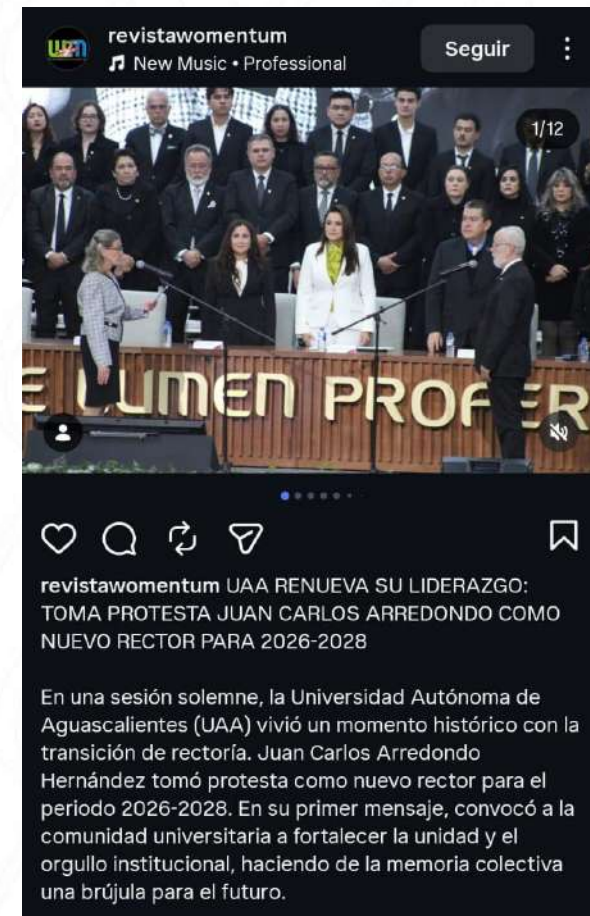 revistawomentum
New Music • Professional
Seguir
1/12
E LUMEN PROFER
revistawomentum UAA RENUEVA SU LIDERAZGO:
TOMA PROTESTA JUAN CARLOS ARREDONDO COMO
NUEVO RECTOR PARA 2026-2028
En una sesión solemne, la Universidad Autónoma de
Aguascalientes (UAA) vivió un momento histórico con la
transición de rectoría. Juan Carlos Arredondo
Hernández tomó protesta como nuevo rector para el
periodo 2026-2028. En su primer mensaje, convocó a la
comunidad universitaria a fortalecer la unidad y el
orgullo institucional, haciendo de la memoria colectiva
una brújula para el futuro.